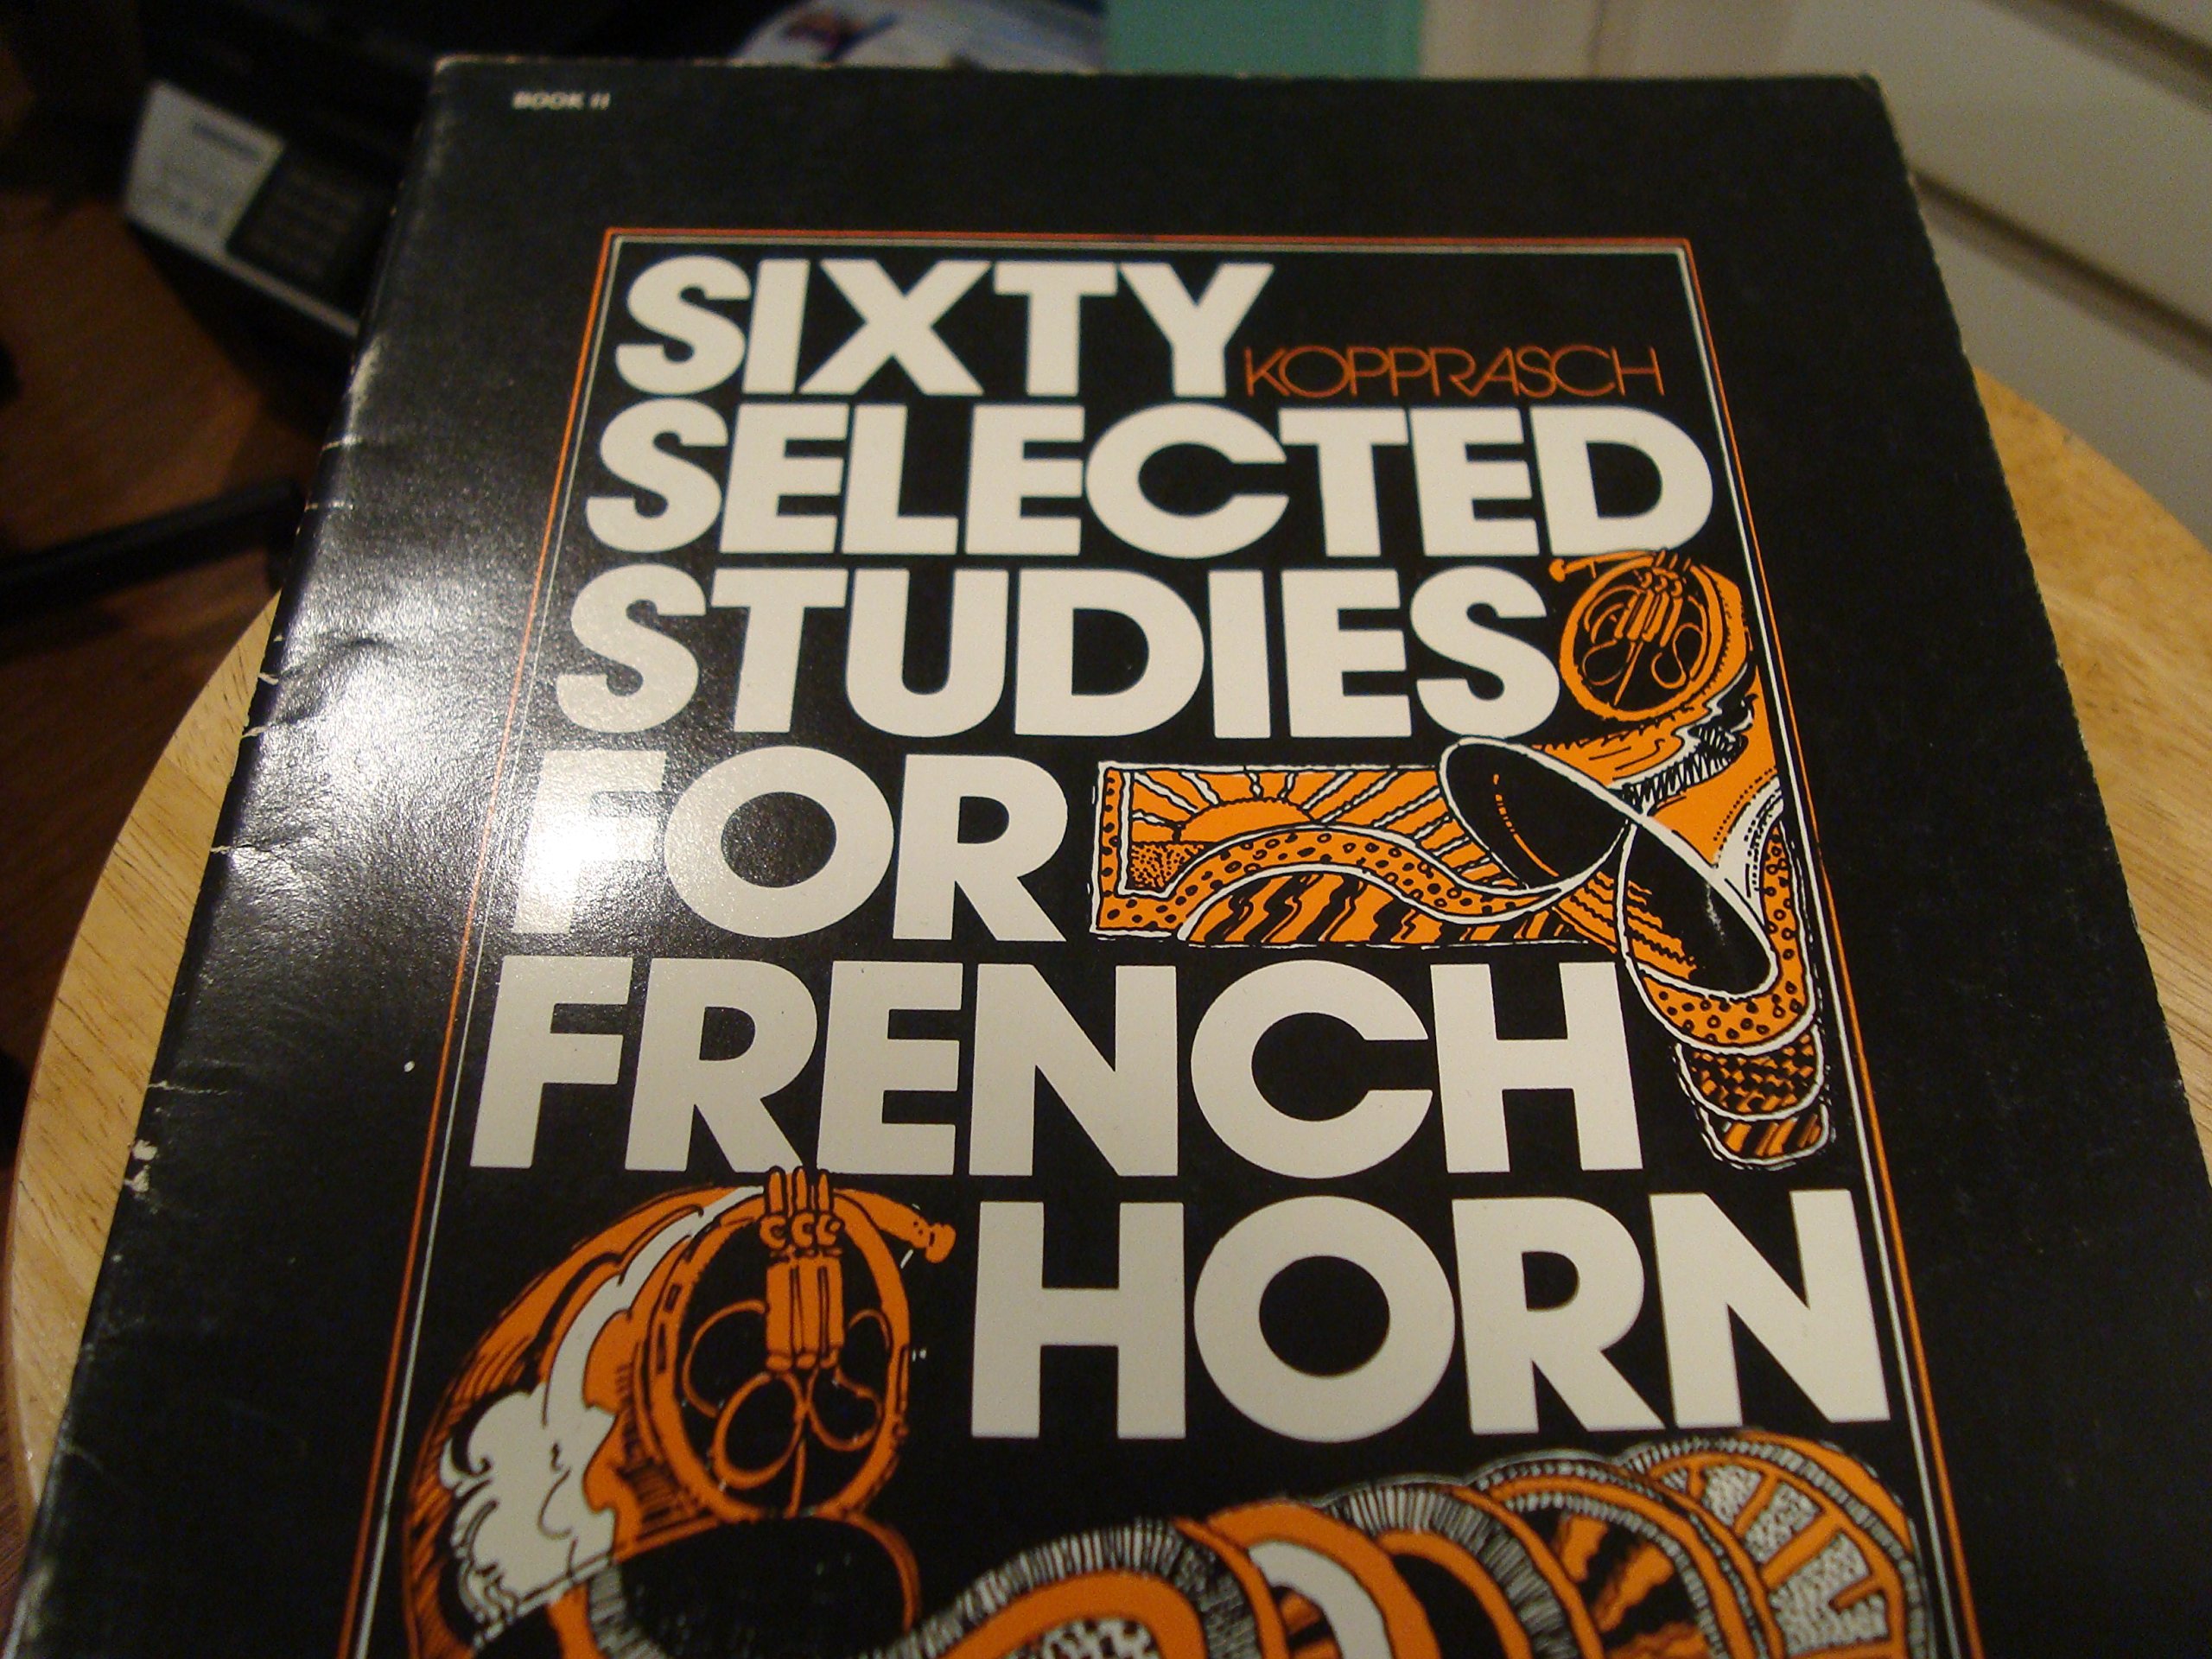 BOOK II
SIXTY KOPPRASCH
SELECTED
STUDIES
FOR
FRENCH
HORN